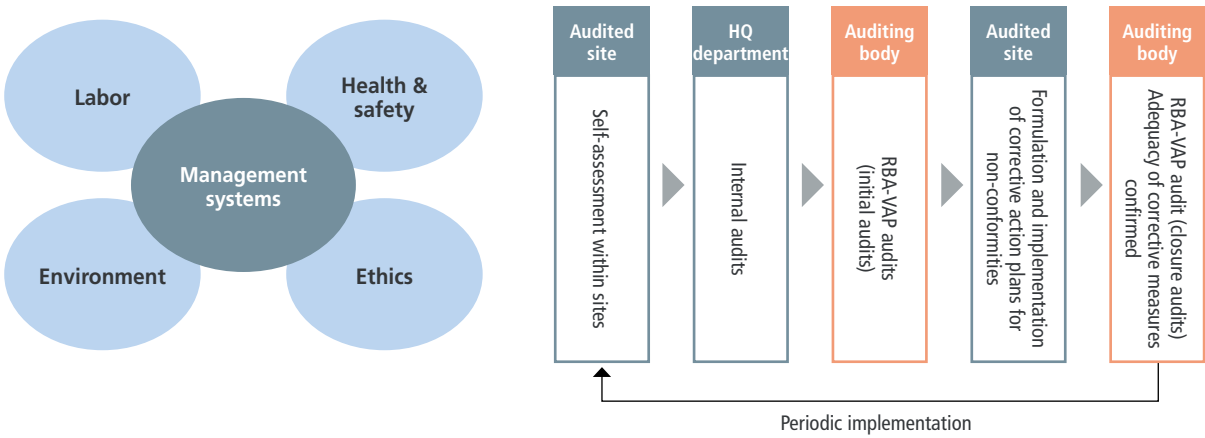 Labor
Health &
safety
Management
systems
Environment
Ethics
Audited
site
Self-assessment within sites
HQ
department
Internal audits
Auditing
body
RBA-VAP audits
(initial audits)
Audited
site
Formulation and implementation
of corrective action plans for
non-conformities
Auditing
body
RBA-VAP audit (closure audits)
Adequacy of corrective measures
confirmed
Periodic implementation